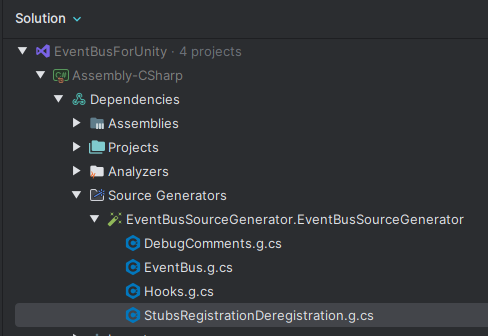 Solution
EventBusForUnity · 4 projects
C# Assembly-CSharp
Dependencies
Assemblies
Projects
Analyzers
Source Generators
EventBusSourceGenerator.EventBusSourceGenerator
DebugComments.g.cs
EventBus.g.cs
Hooks.g.cs
StubsRegistrationDeregistration.g.cs